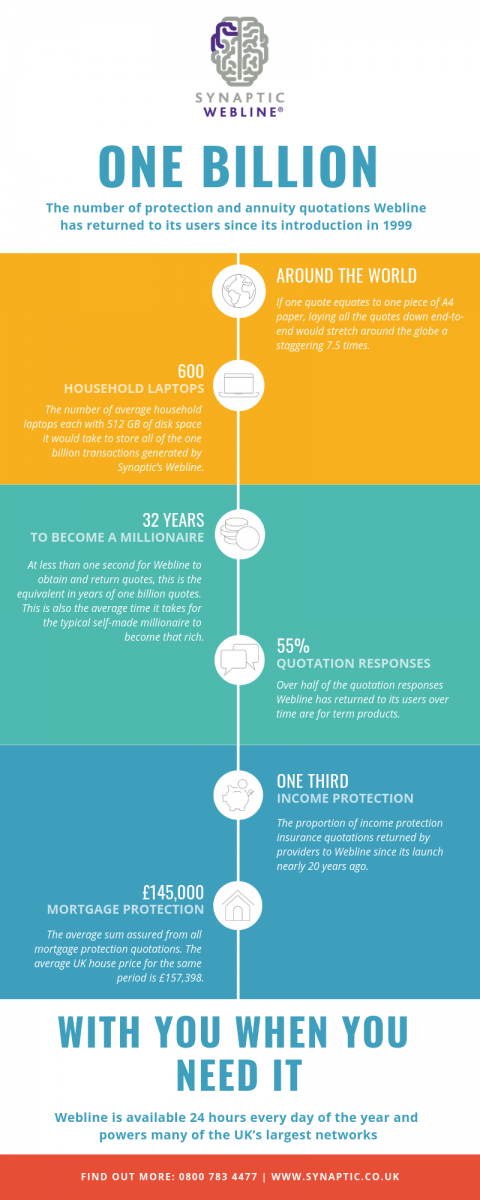 SYNAPTIC
WEBLINE®
ONE BILLION
The number of protection and annuity quotations Webline
has returned to its users since its introduction in 1999
AROUND THE WORLD
If one quote equates to one piece of A4
paper, laying all the quotes down end-to-
end would stretch around the globe a
staggering 7.5 times.
600
HOUSEHOLD LAPTOPS
The number of average household
laptops each with 512 GB of disk space
it would take to store all of the one
billion transactions generated by
Synaptic's Webline.
32 YEARS
TO BECOME A MILLIONAIRE
At less than one second for Webline to
obtain and return quotes, this is the
equivalent in years of one billion quotes.
This is also the average time it takes for
the typical self-made millionaire to
become that rich.
55%
QUOTATION RESPONSES
Over half of the quotation responses
Webline has returned to its users over
time are for term products.
ONE THIRD
INCOME PROTECTION
The proportion of income protection
insurance quotations returned by
providers to Webline since its launch
nearly 20 years ago.
£145,000
MORTGAGE PROTECTION
The average sum assured from all
mortgage protection quotations. The
average UK house price for the same
period is £157,398.
WITH YOU WHEN YOU
NEED IT
Webline is available 24 hours every day of the year and
powers many of the UK's largest networks
FIND OUT MORE: 0800 783 4477 | WWW.SYNAPTIC.CO.UK